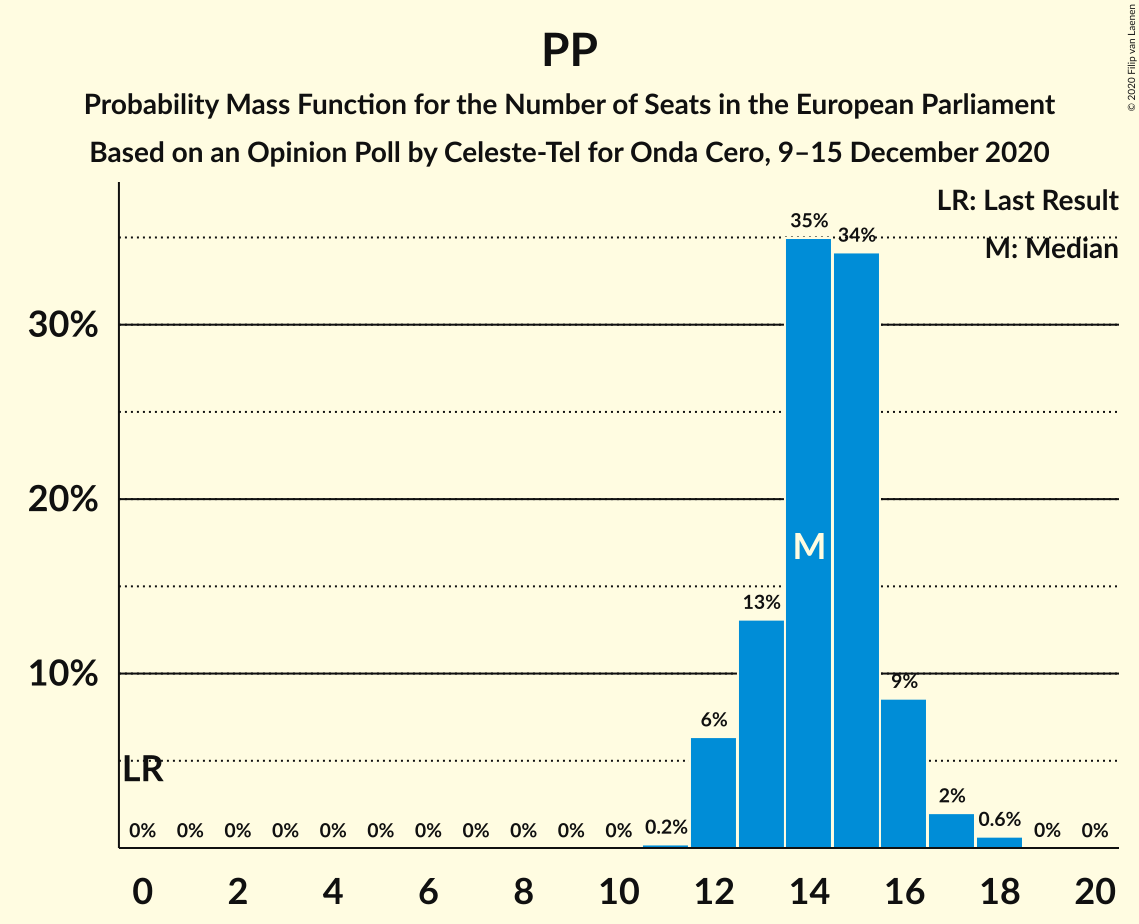 PP
Probability Mass Function for the Number of Seats in the European Parliament
Based on an Opinion Poll by Celeste-Tel for Onda Cero, 9–15 December 2020
© 2020 Filip van Laenen
LR: Last Result
M: Median
35%
34%
30%
20%
M
13%
10%
9%
6%
LR
2%
0% 0% 0% 0% 0% 0% 0% 0% 0% 0% 0% 0.2% 0.6% 0% 0%
0 2 4 6 8 10 12 14 16 18 20